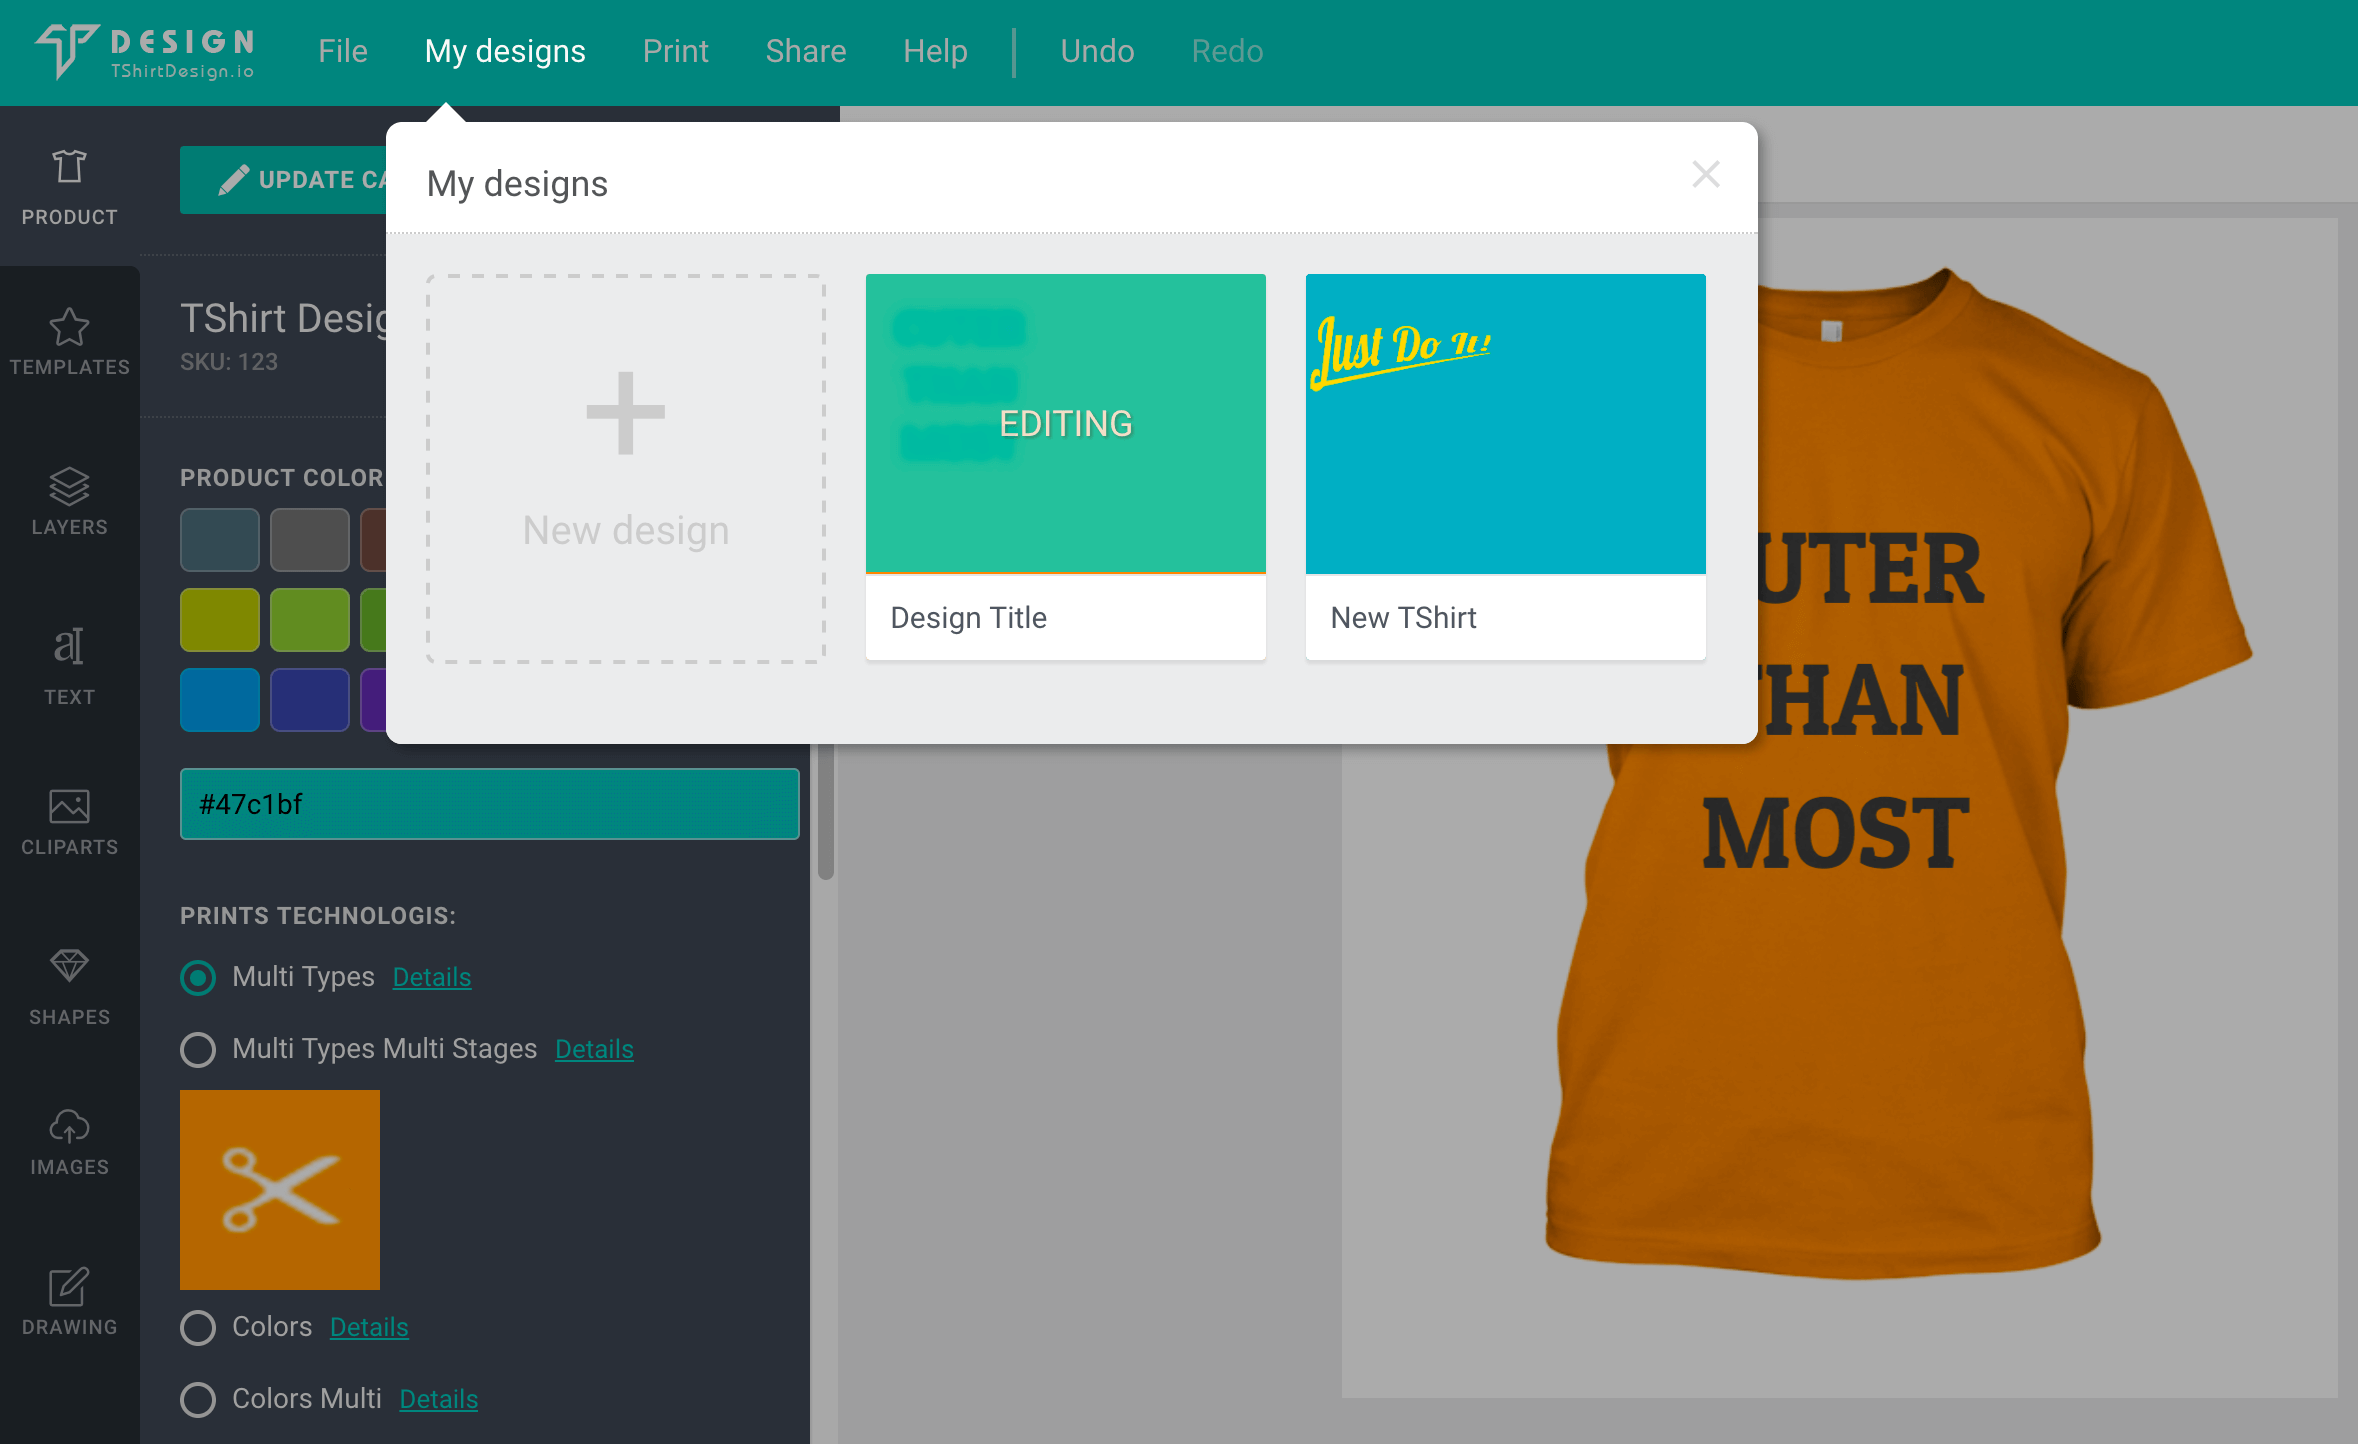 DESIGN
TShirtDesign.io
File
My designs
Print
Share
Help
Undo
Redo
PRODUCT
TEMPLATES
LAYERS
TEXT
CLIPARTS
SHAPES
IMAGES
DRAWING
UPDATE CA
TShirt Desig
SKU: 123
PRODUCT COLOR
#47c1bf
PRINTS TECHNOLOGIS:
Multi Types Details
Multi Types Multi Stages Details
Colors Details
Colors Multi Details
My designs
New design
EDITING
Design Title
Just Do It!
New TShirt
UTER
THAN
MOST